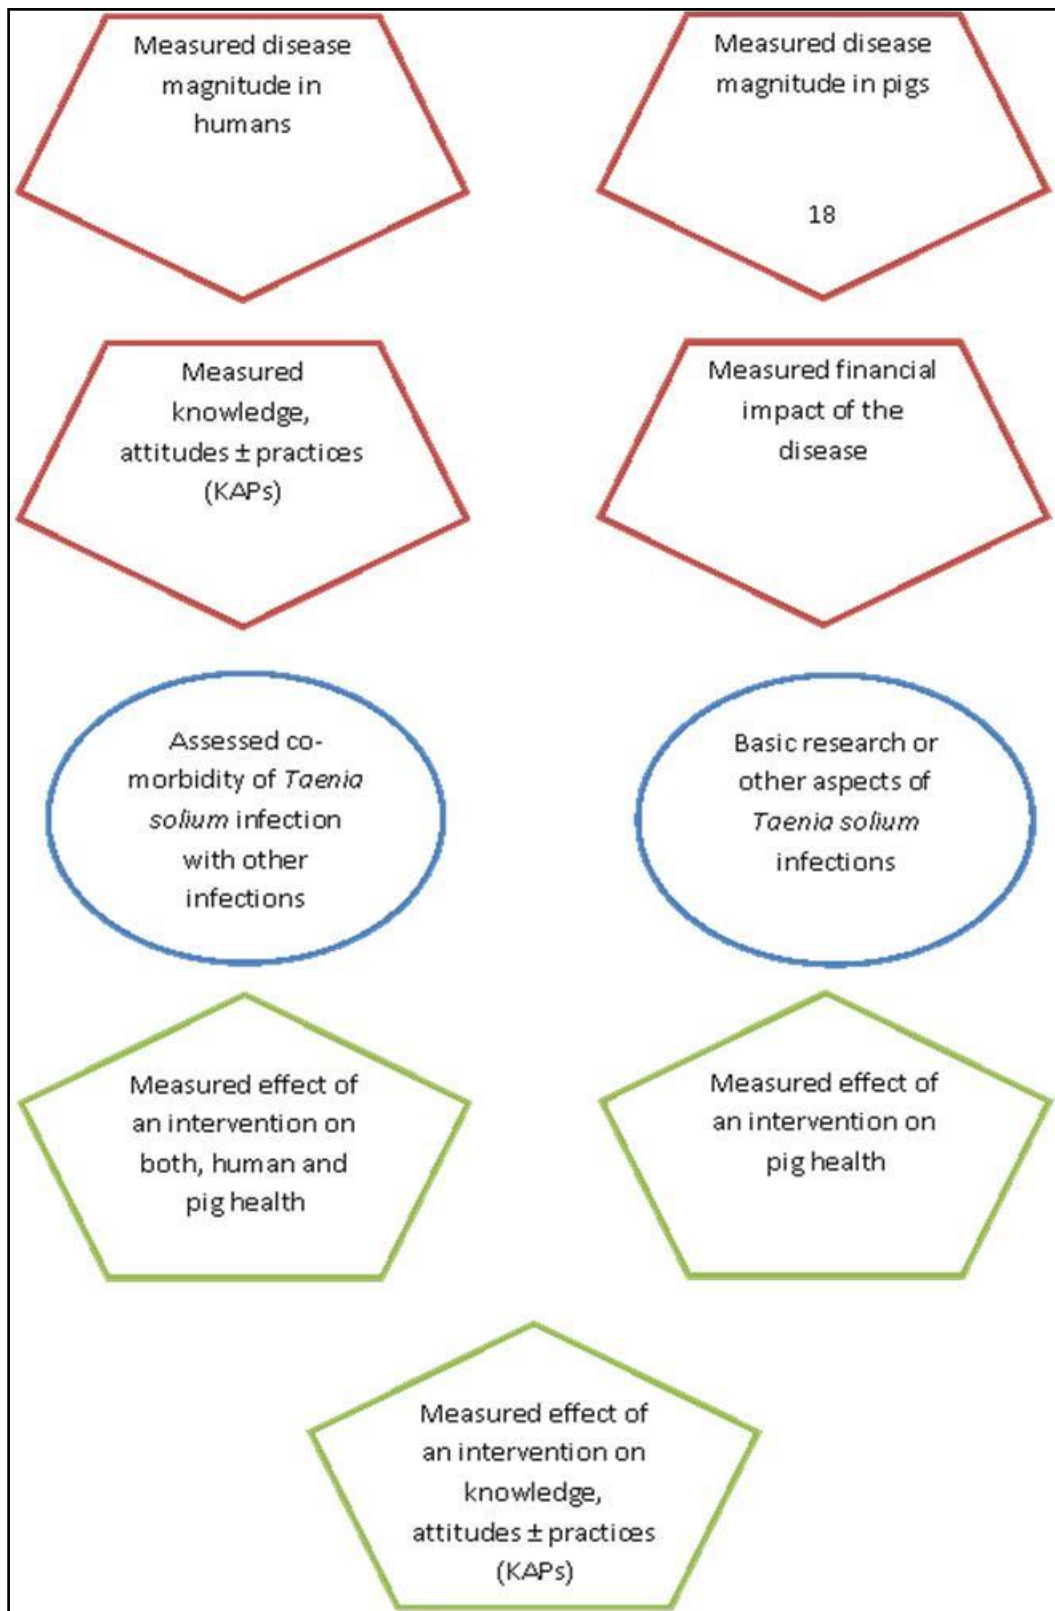 Measured disease
magnitude in
humans
Measured disease
magnitude in pigs
18
Measured
knowledge,
attitudes ± practices
(KAPs)
Measured financial
impact of the
disease
Assessed co-
morbidity of Taenia
solium infection
with other
infections
Basic research or
other aspects of
Taenia solium
infections
Measured effect of
an intervention on
both, human and
pig health
Measured effect of
an intervention on
pig health
Measured effect of
an intervention on
knowledge,
attitudes ± practices
(KAPs)